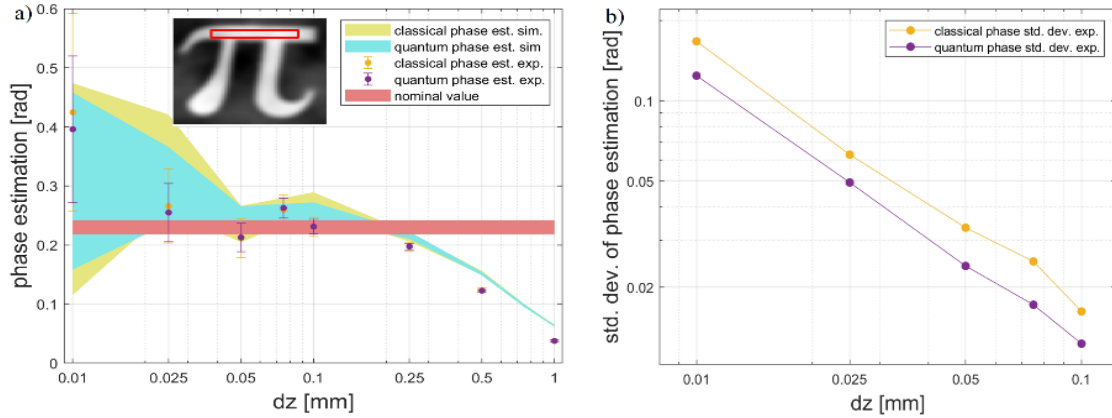 a)
phase estimation [rad]
0.6
0.5
0.4
0.3
0.2
0.1
0
0.01
0.025
0.05
0.1
0.25
0.5
1
dz [mm]
π
classical phase est. sim.
quantum phase est. sim
classical phase est. exp.
quantum phase est. exp.
nominal value
b)
std. dev. of phase estimation [rad]
0.1
0.05
0.02
0.01
0.025
0.05
0.1
dz [mm]
classical phase std. dev. exp.
quantum phase std. dev. exp.